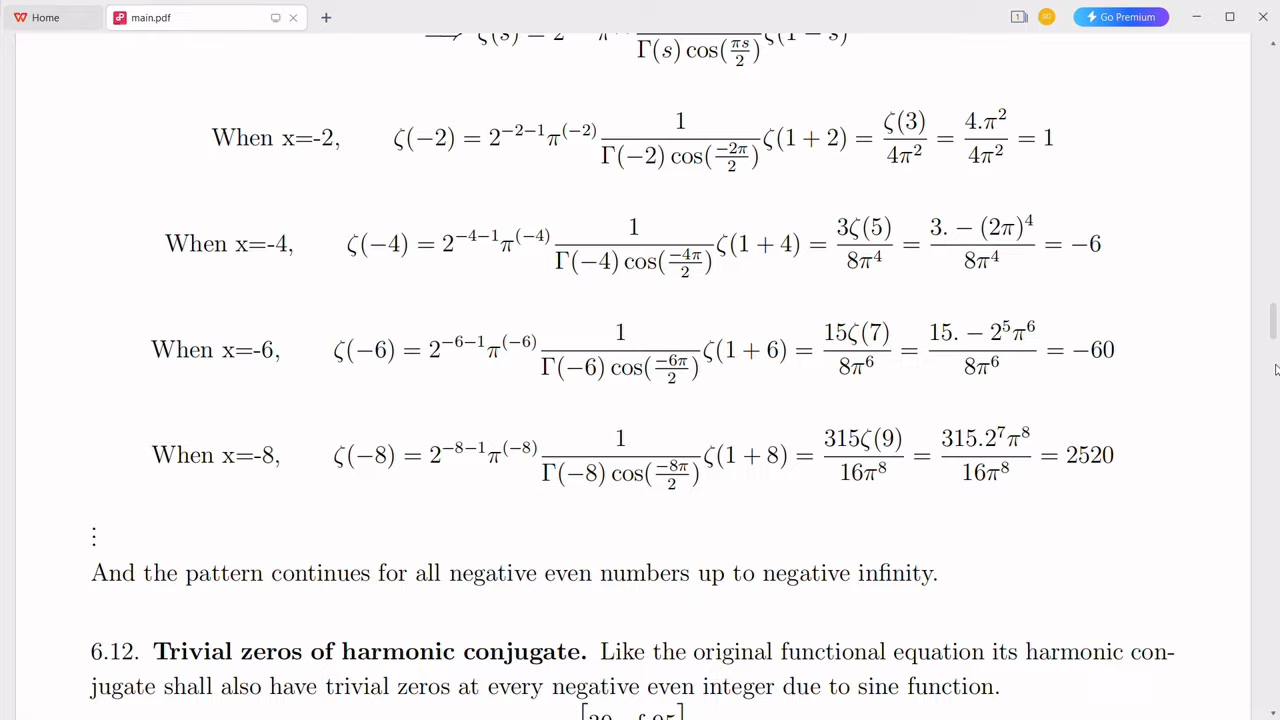 Home main.pdf 1 Go Premium
⟹ ζ(s) = 2 π 1/(Γ(s) cos(πs/2)) ζ(1 − s)
When x=-2, ζ(−2) = 2^{−2−1}π^{(−2)} 1/(Γ(−2) cos(−2π/2)) ζ(1 + 2) = ζ(3)/4π^2 = 4.π^2/4π^2 = 1
When x=-4, ζ(−4) = 2^{−4−1}π^{(−4)} 1/(Γ(−4) cos(−4π/2)) ζ(1 + 4) = 3ζ(5)/8π^4 = 3.−(2π)^4/8π^4 = −6
When x=-6, ζ(−6) = 2^{−6−1}π^{(−6)} 1/(Γ(−6) cos(−6π/2)) ζ(1 + 6) = 15ζ(7)/8π^6 = 15.−2^5π^6/8π^6 = −60
When x=-8, ζ(−8) = 2^{−8−1}π^{(−8)} 1/(Γ(−8) cos(−8π/2)) ζ(1 + 8) = 315ζ(9)/16π^8 = 315.2^7π^8/16π^8 = 2520
⋮
And the pattern continues for all negative even numbers up to negative infinity.
6.12. Trivial zeros of harmonic conjugate. Like the original functional equation its harmonic con-
jugate shall also have trivial zeros at every negative even integer due to sine function.